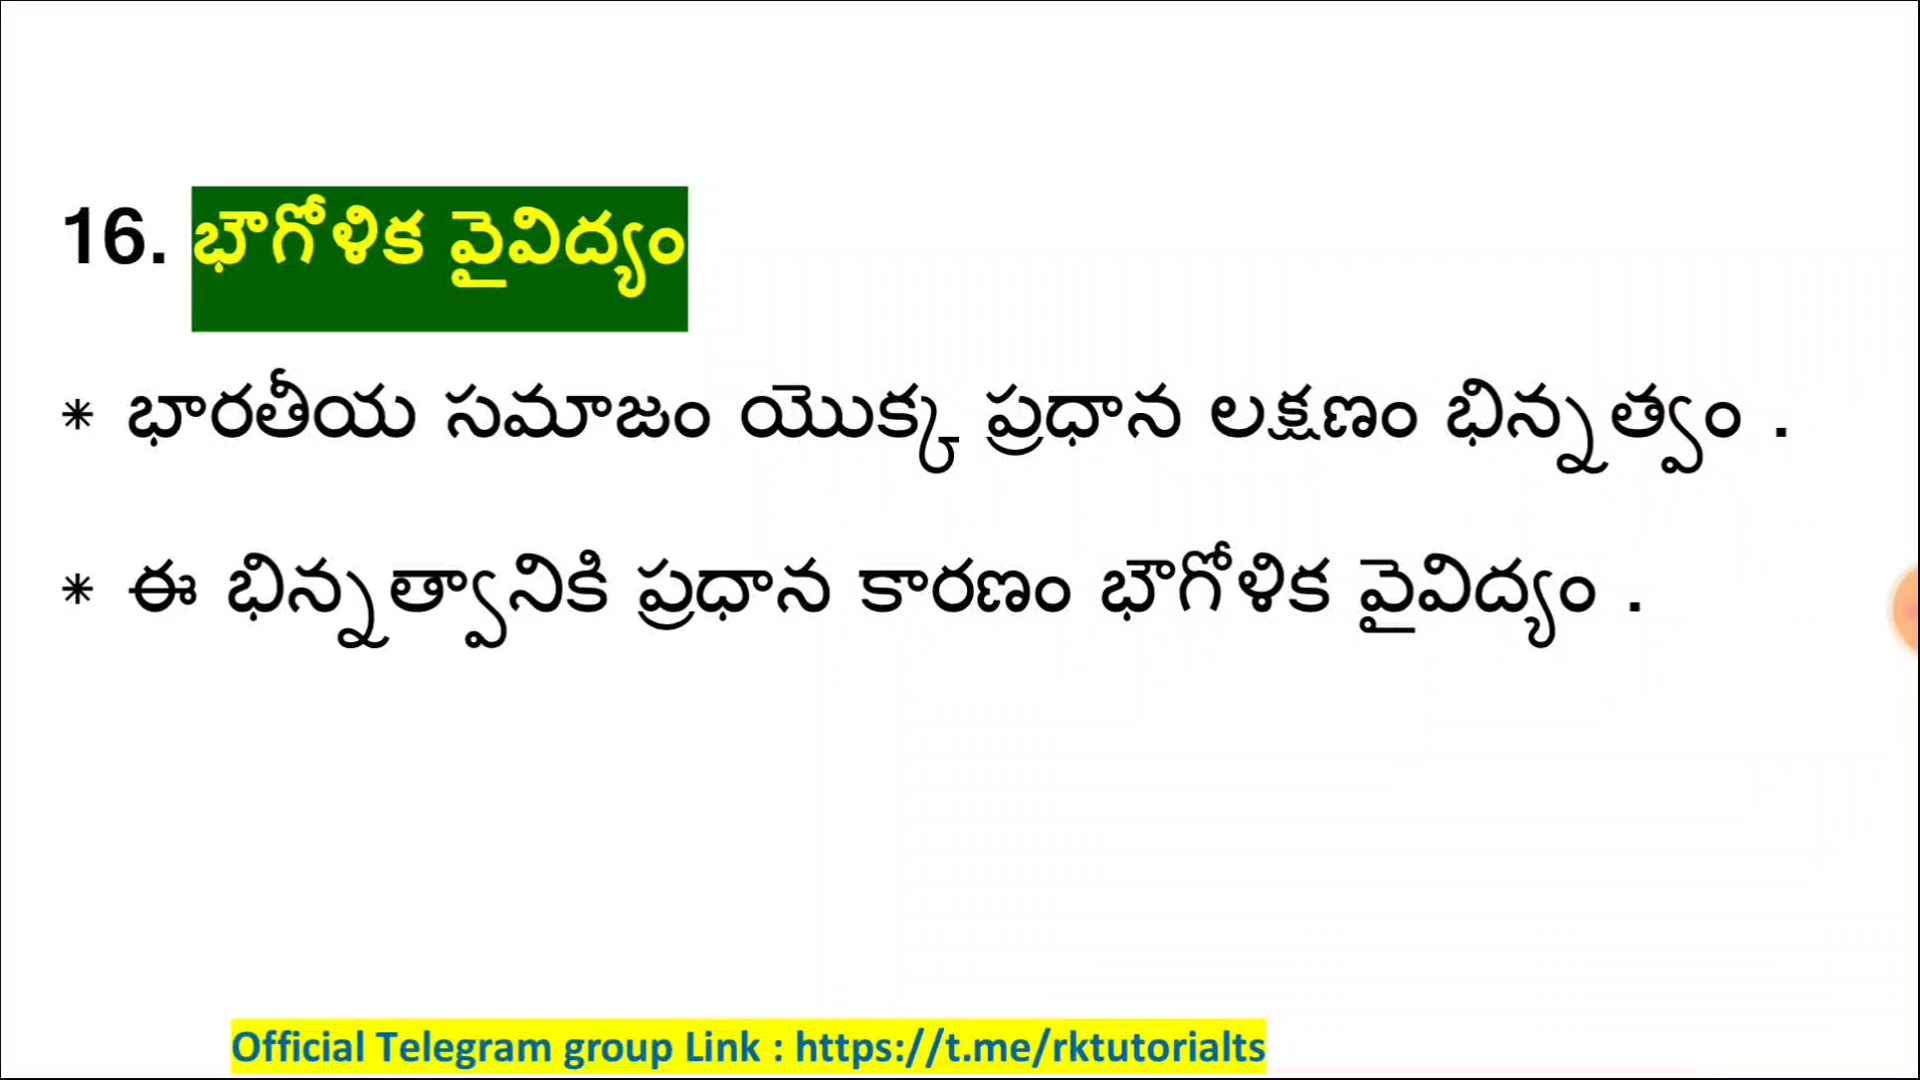 16. భౌగోళిక వైవిద్యం
* భారతీయ సమాజం యొక్క ప్రధాన లక్షణం భిన్నత్వం .
* ఈ భిన్నత్వానికి ప్రధాన కారణం భౌగోళిక వైవిద్యం .
Official Telegram group Link : https://t.me/rktutorialts